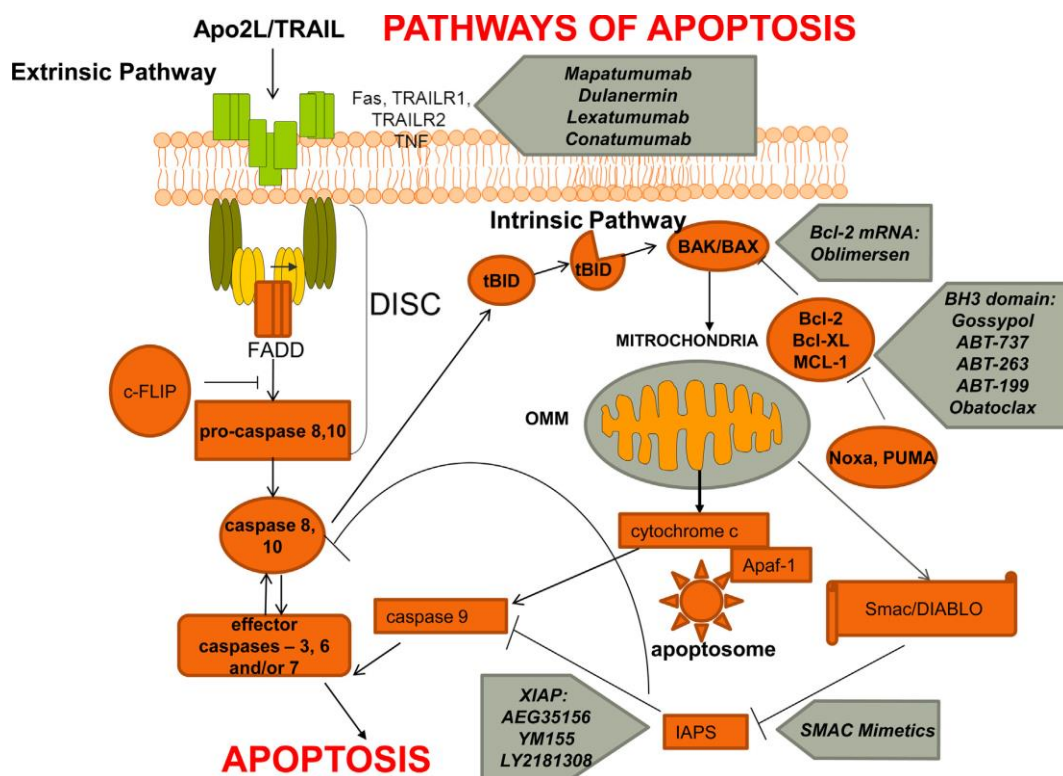 PATHWAYS OF APOPTOSIS
Apo2L/TRAIL
Extrinsic Pathway
Fas, TRAILR1,
TRAILR2
TNF
Mapatumumab
Dulanermin
Lexatumumab
Conatumumab
Intrinsic Pathway
BAK/BAX
Bcl-2 mRNA:
Oblimersen
tBID
tBID
DISC
FADD
c-FLIP
pro-caspase 8,10
MITROCHONDRIA
OMM
Bcl-2
Bcl-XL
MCL-1
BH3 domain:
Gossypol
ABT-737
ABT-263
ABT-199
Obatoclax
Noxa, PUMA
caspase 8,
10
cytochrome c
Apaf-1
apoptosome
Smac/DIABLO
caspase 9
effector
caspases – 3, 6
and/or 7
XIAP:
AEG35156
YM155
LY2181308
IAPS
SMAC Mimetics
APOPTOSIS